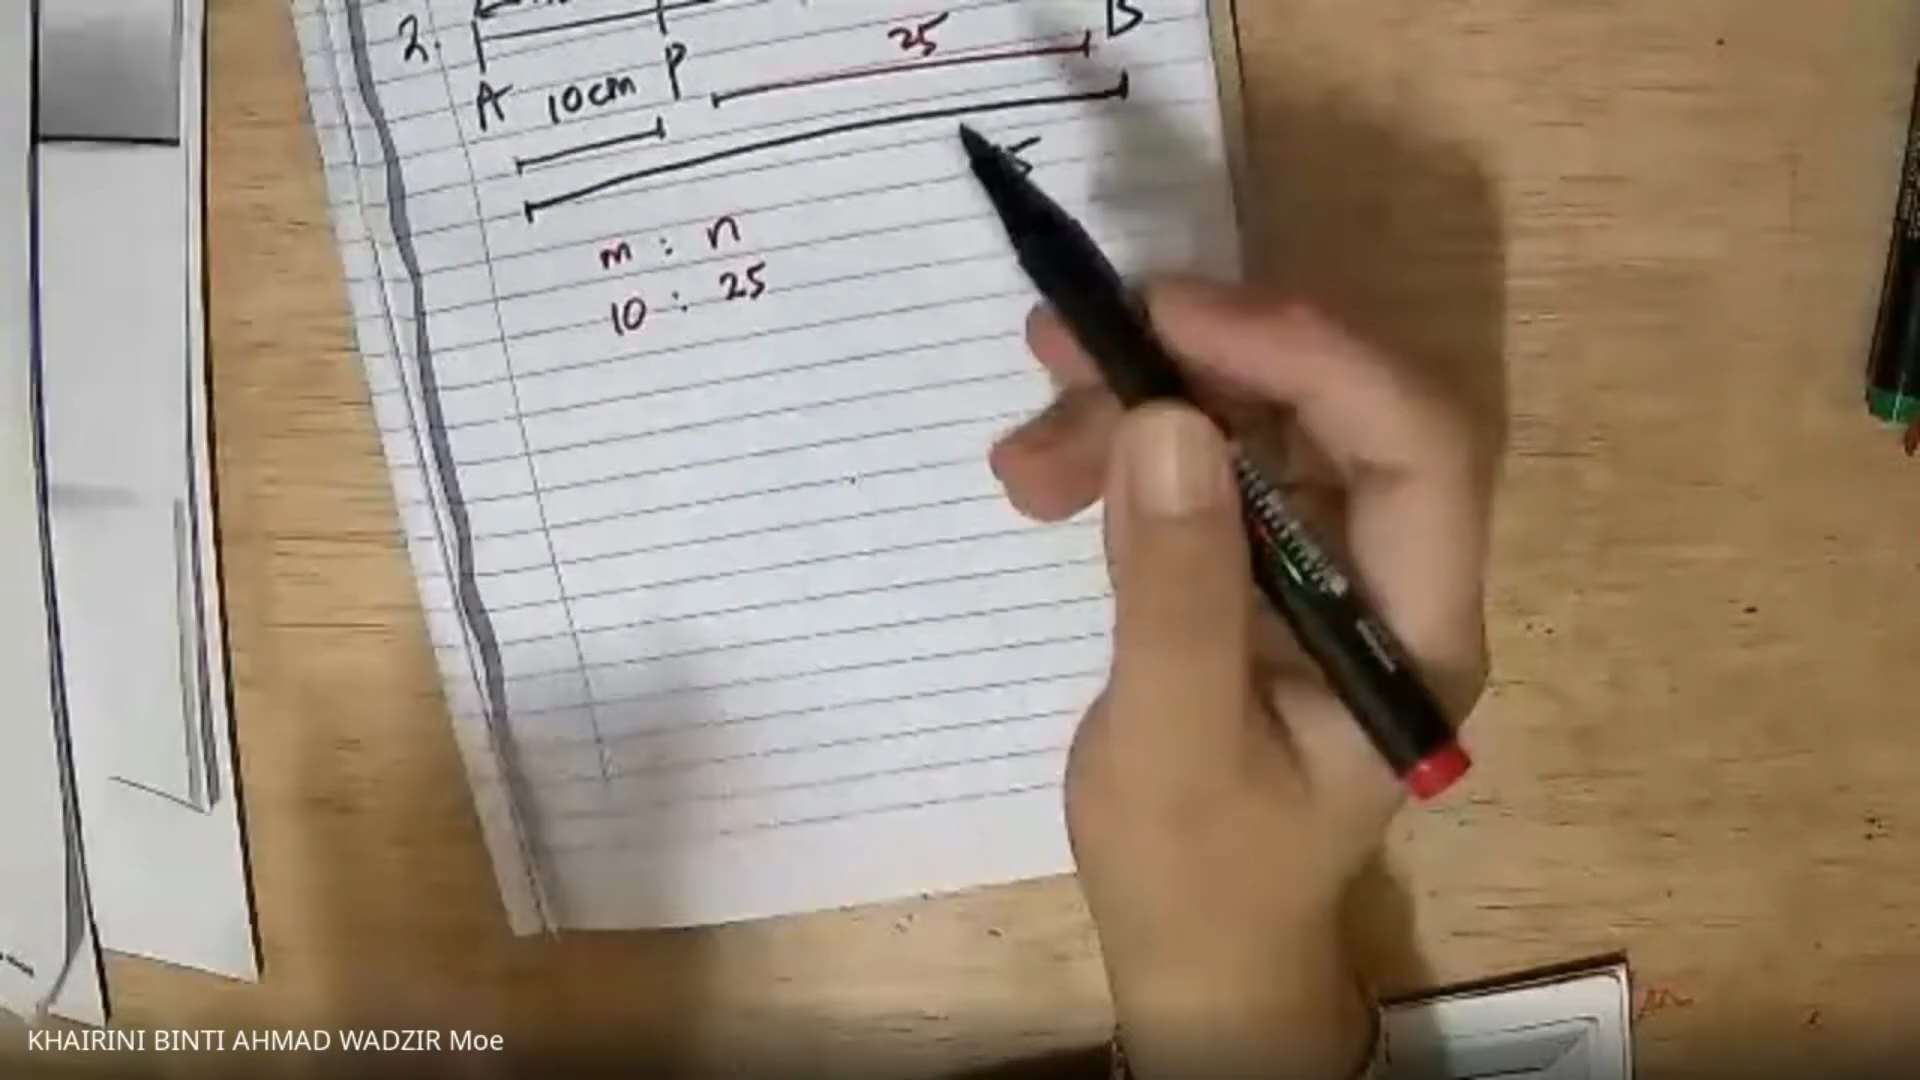 2.
25
B
A 10cm P
m : n
10 : 25
KHAIRINI BINTI AHMAD WADZIR Moe